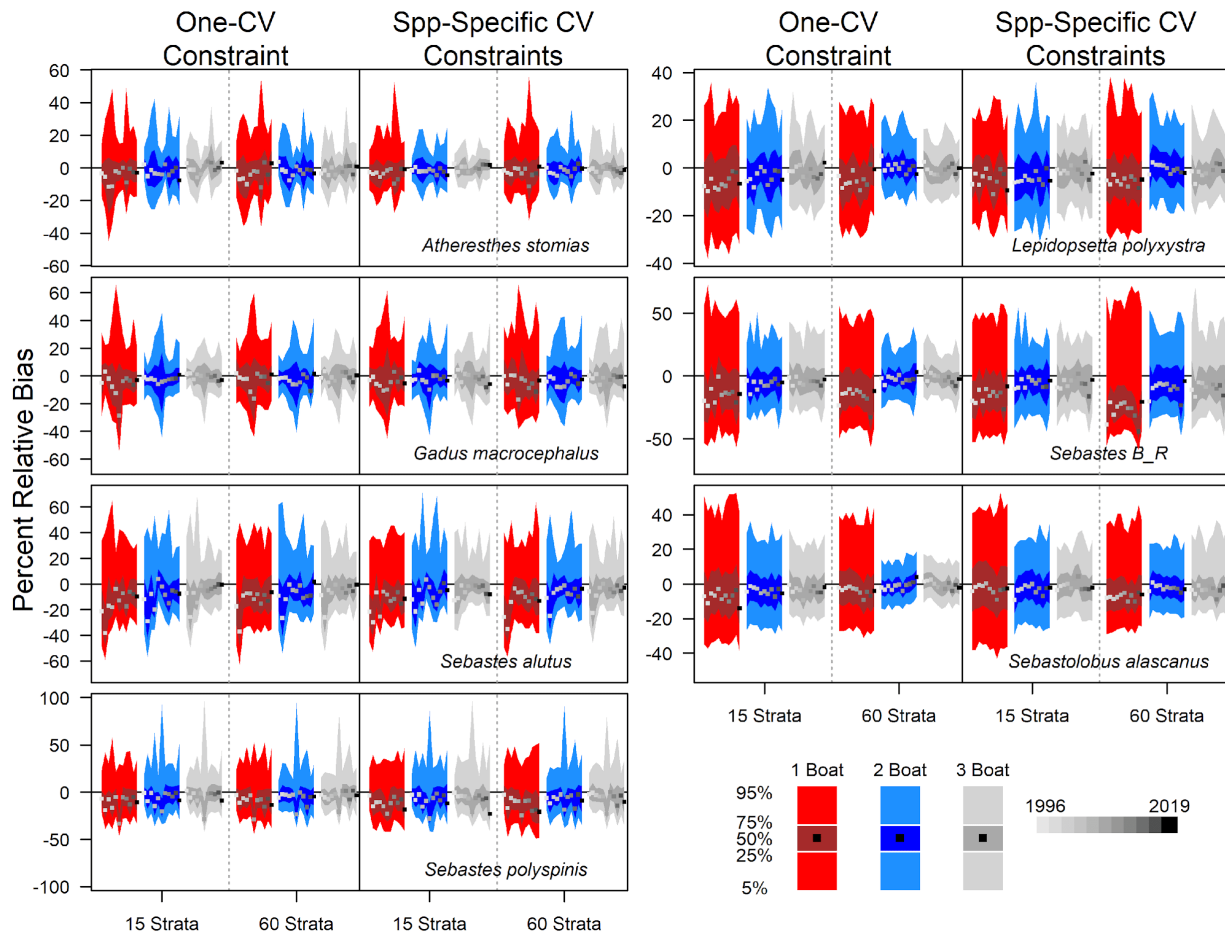 One-CV
Constraint
Spp-Specific CV
Constraints
One-CV
Constraint
Spp-Specific CV
Constraints
Percent Relative Bias
60
40
20
0
-20
-40
-60
Atheresthes stomias
40
20
0
-20
-40
Lepidopsetta polyxystra
60
40
20
0
-20
-40
-60
Gadus macrocephalus
50
0
-50
Sebastes B_R
60
40
20
0
-20
-40
-60
Sebastes alutus
40
20
0
-20
-40
Sebastolobus alascanus
15 Strata
60 Strata
15 Strata
60 Strata
100
50
0
-50
-100
Sebastes polyspinis
15 Strata
60 Strata
15 Strata
60 Strata
1 Boat
2 Boat
3 Boat
95%
75%
50%
25%
5%
1996
2019